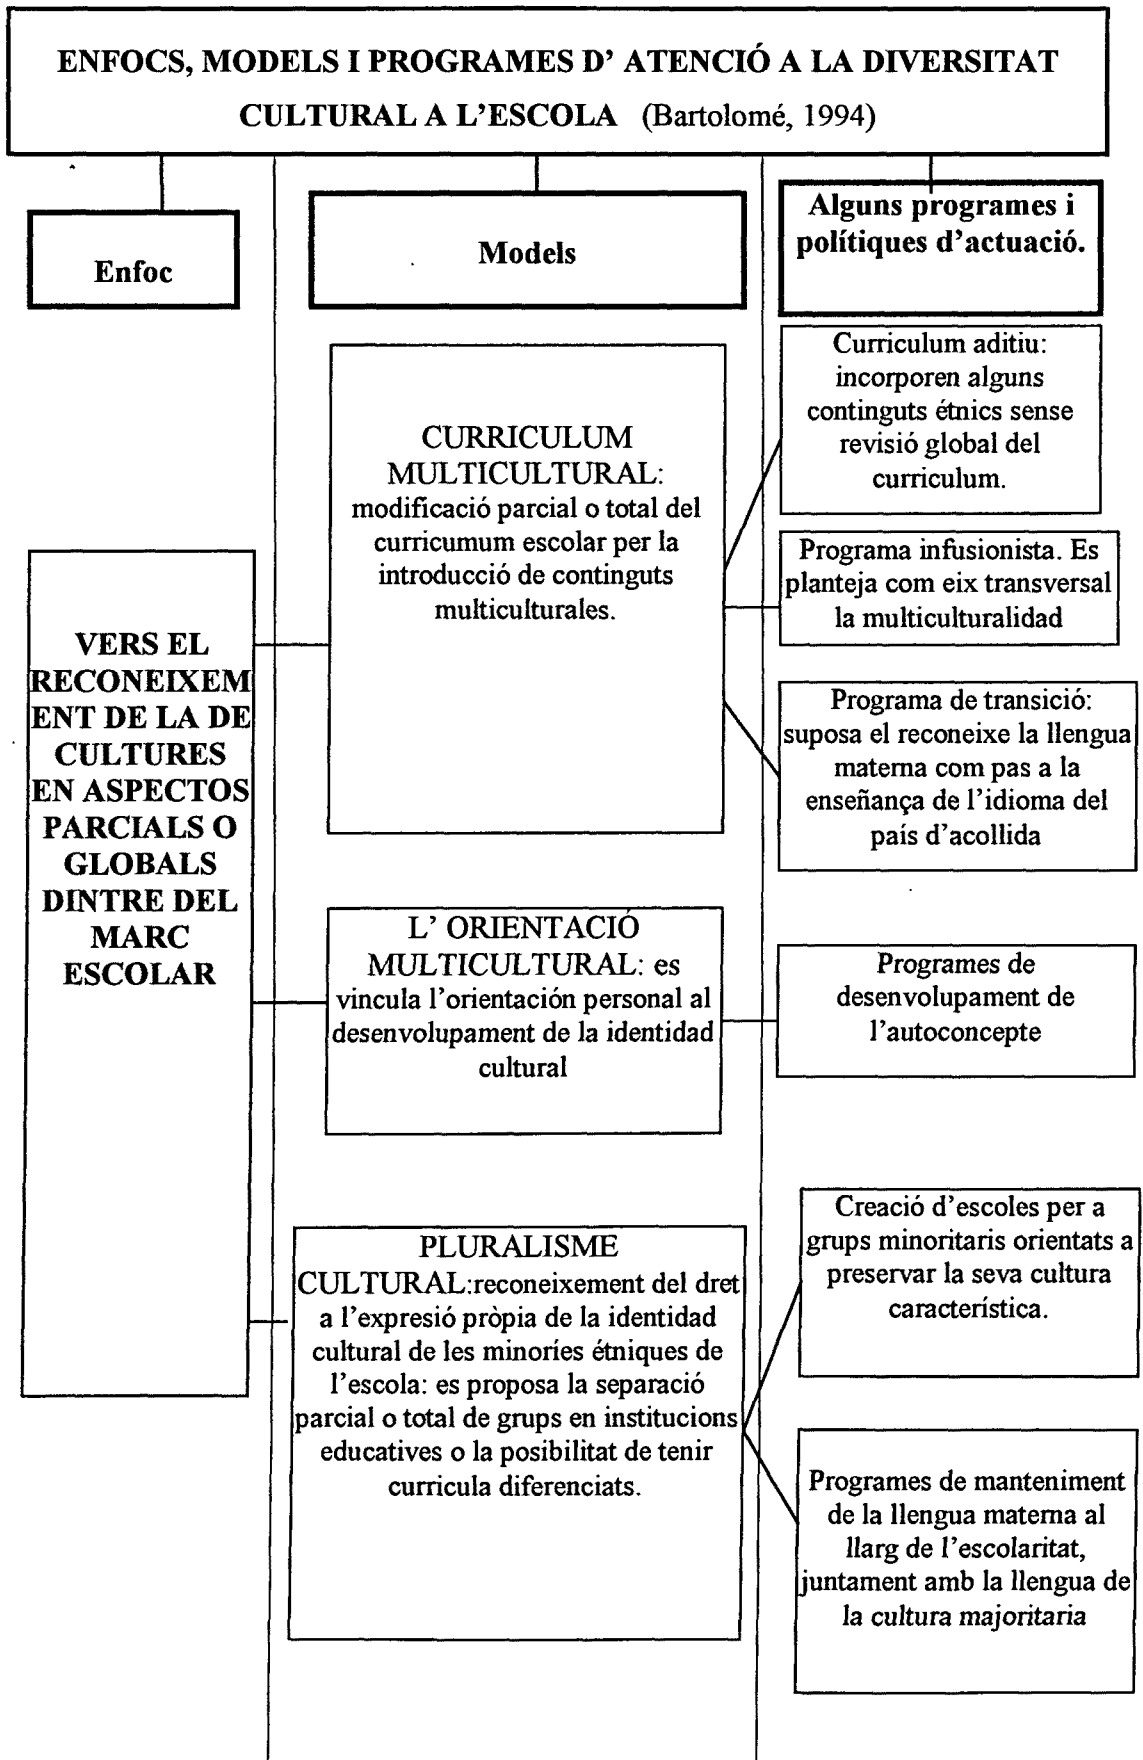 ENFOCS, MODELS I PROGRAMES D' ATENCIÓ A LA DIVERSITAT
CULTURAL A L'ESCOLA (Bartolomé, 1994)
Enfoc
Models
Alguns programes i
polítiques d'actuació.
VERS EL
RECONEIXEM
ENT DE LA DE
CULTURES
EN ASPECTOS
PARCIALS O
GLOBALS
DINTRE DEL
MARC
ESCOLAR
CURRICULUM
MULTICULTURAL:
modificació parcial o total del
curricumum escolar per la
introducció de continguts
multiculturales.
Curriculum aditiu:
incorporen alguns
continguts étnics sense
revisió global del
curriculum.
Programa infusionista. Es
planteja com eix transversal
la multiculturalidad
Programa de transició:
suposa el reconeixe la llengua
materna com pas a la
enseñança de l'idioma del
país d'acollida
L' ORIENTACIÓ
MULTICULTURAL: es
vincula l'orientación personal al
desenvolupament de la identidad
cultural
Programes de
desenvolupament de
l'autoconcepte
PLURALISME
CULTURAL:reconeixement del dret
a l'expresió pròpia de la identidad
cultural de les minoríes étniques de
l'escola: es proposa la separació
parcial o total de grups en institucions
educatives o la posibilitat de tenir
curricula diferenciats.
Creació d'escoles per a
grups minoritaris orientats a
preservar la seva cultura
característica.
Programes de manteniment
de la llengua materna al
llarg de l'escolaritat,
juntament amb la llengua de
la cultura majoritaria